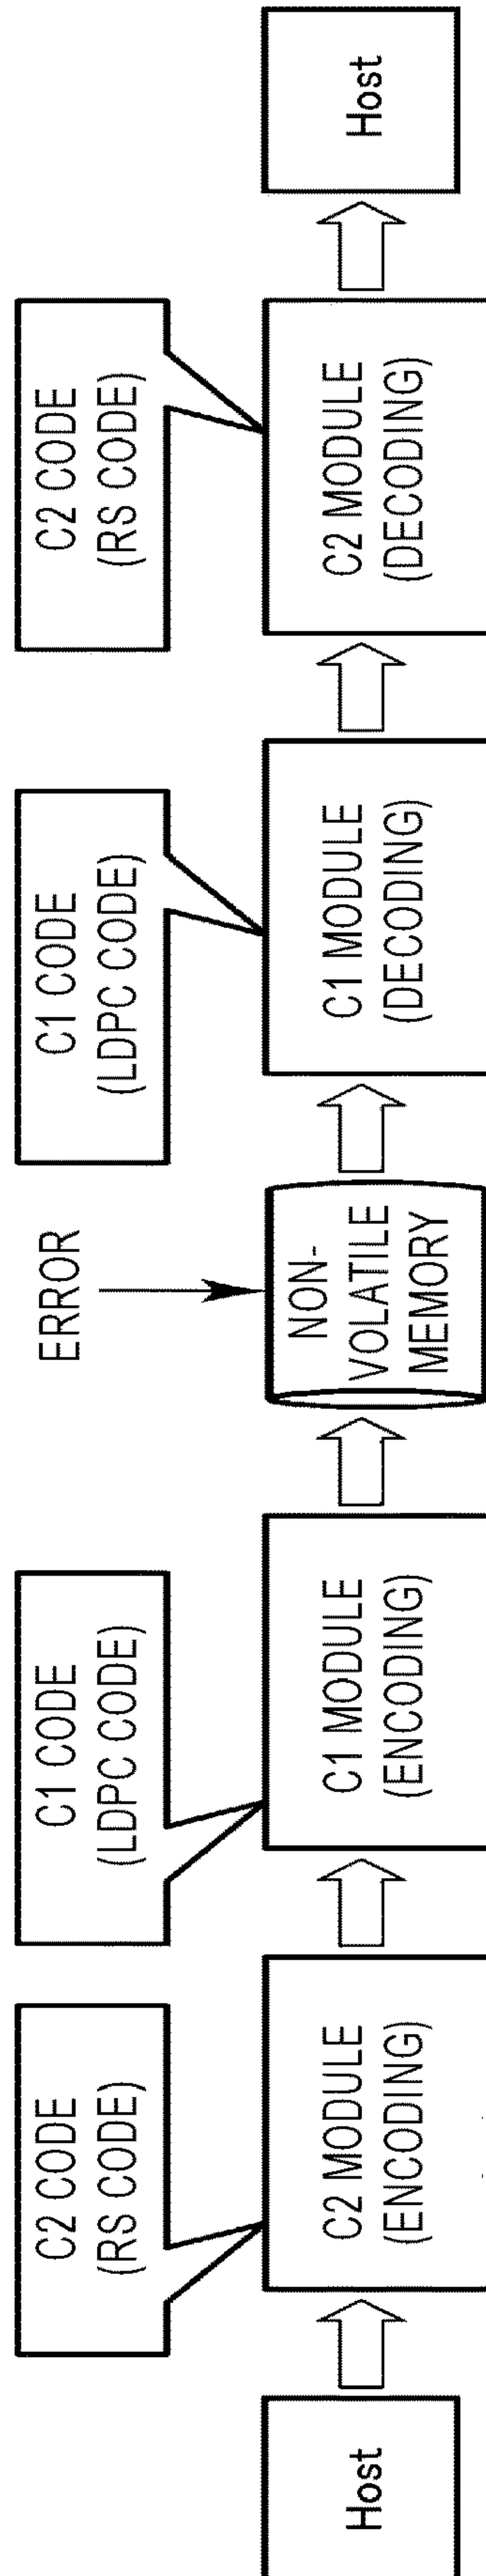 C2 CODE
(RS CODE)
C1 CODE
(LDPC CODE)
ERROR
C1 CODE
(LDPC CODE)
C2 CODE
(RS CODE)
Host
C2 MODULE
(ENCODING)
C1 MODULE
(ENCODING)
NON-
VOLATILE
MEMORY
C1 MODULE
(DECODING)
C2 MODULE
(DECODING)
Host